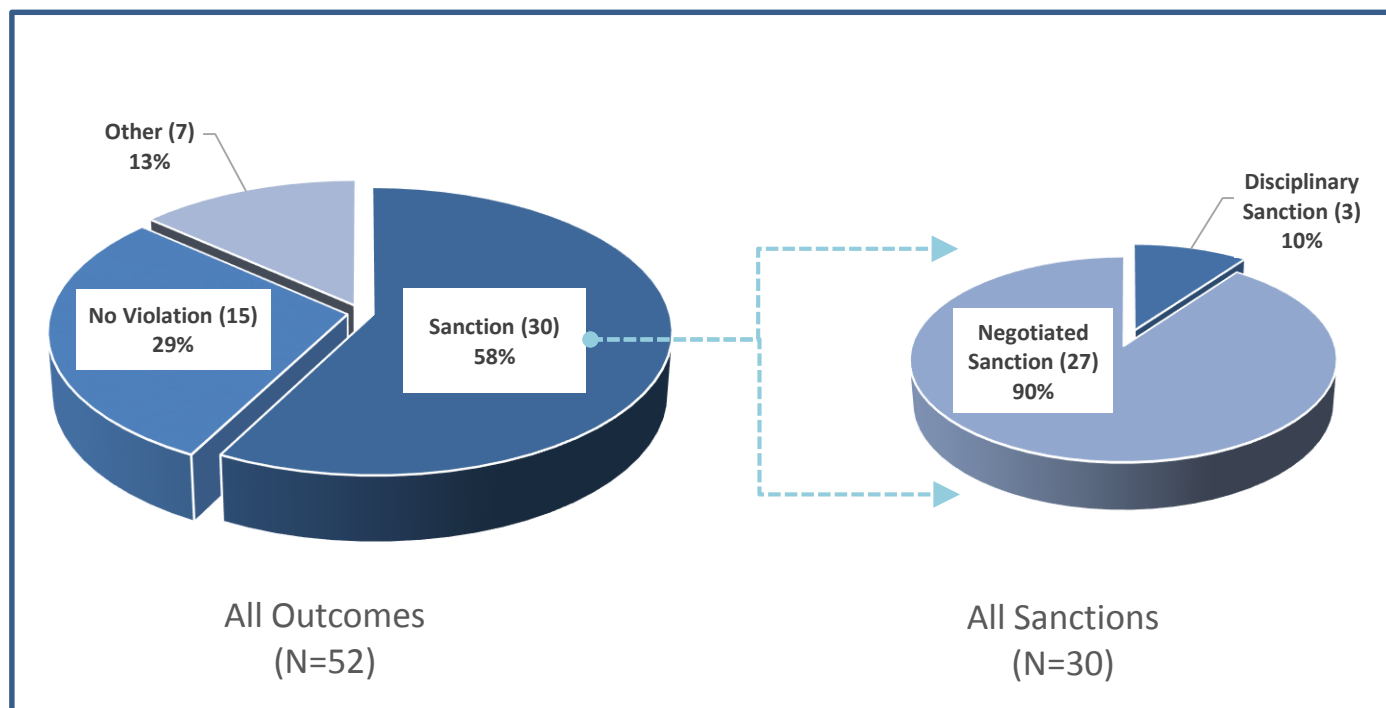 Other (7)
13%
No Violation (15)
29%
Sanction (30)
58%
All Outcomes
(N=52)
Disciplinary
Sanction (3)
10%
Negotiated
Sanction (27)
90%
All Sanctions
(N=30)